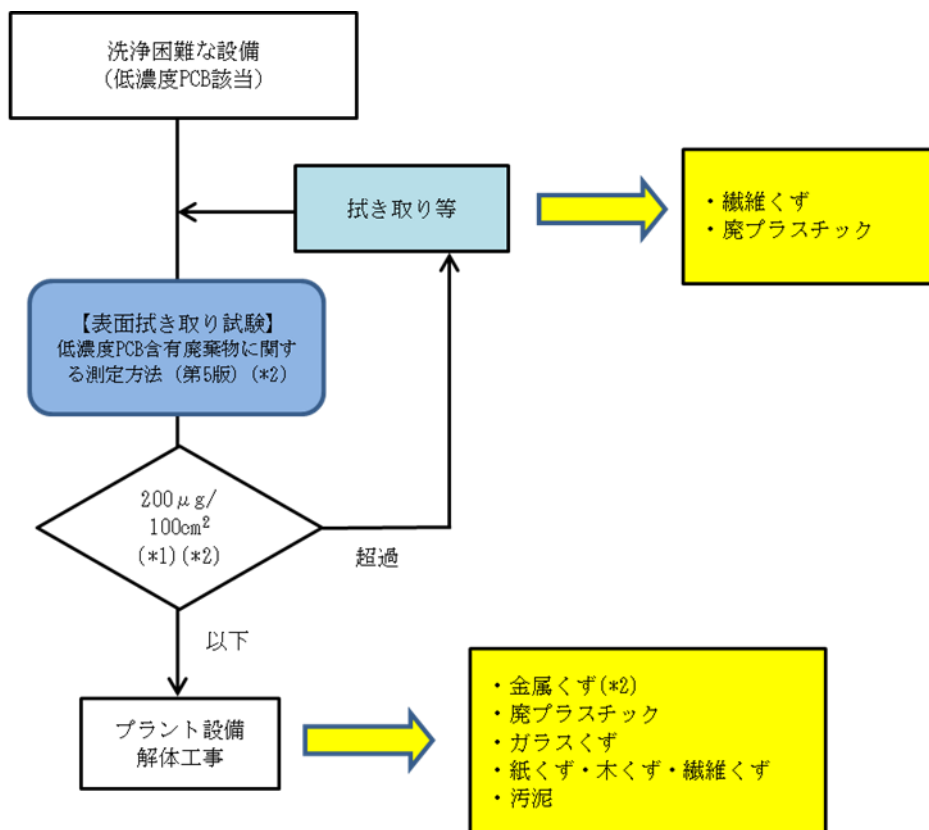 洗浄困難な設備
(低濃度PCB該当)
拭き取り等
・繊維くず
・廃プラスチック
【表面拭き取り試験】
低濃度PCB含有廃棄物に関す
る測定方法 (第5版) (*2)
200μg/
100cm²
(*1)(*2)
超過
以下
プラント設備
解体工事
・金属くず(*2)
・廃プラスチック
・ガラスくず
・紙くず・木くず・繊維くず
・汚泥